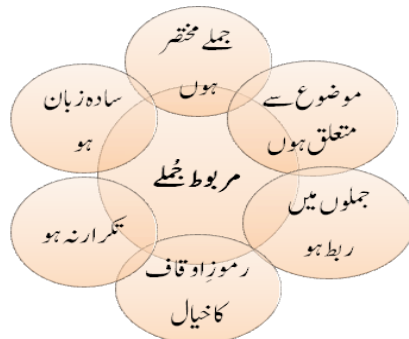 جملے مختصر
ہوں
موضوع سے
متعلق ہوں
جملوں میں
ربط ہو
رموزِ اوقاف
کا خیال
تکرار نہ ہو
سادہ زبان
ہو
مربوط جُملے